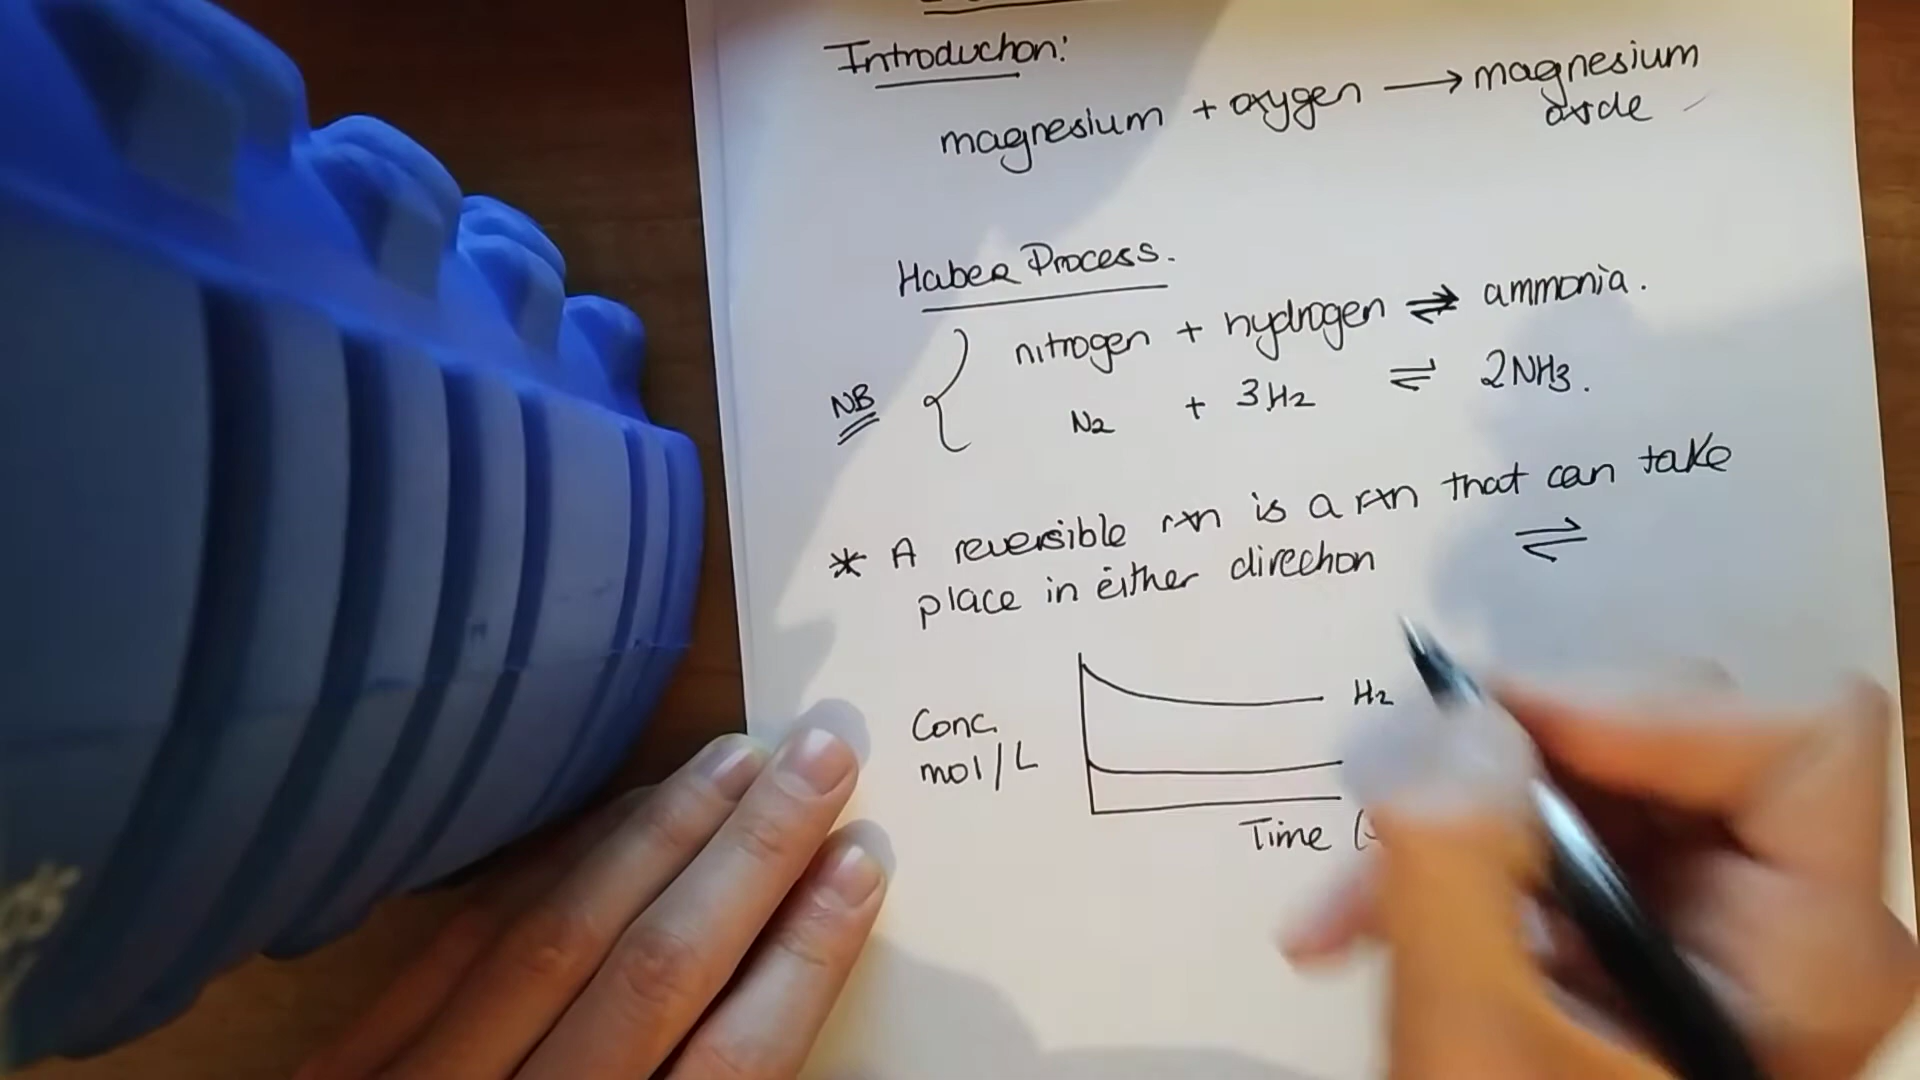 Introduction:
magnesium + oxygen → magnesium
oxide
Haber Process.
nitrogen + hydrogen ⇌ ammonia.
NB
N2 + 3H2 ⇌ 2NH3.
* A reversible rxn is a rxn that can take
place in either direction ⇌
H2
Conc.
mol/L
Time (